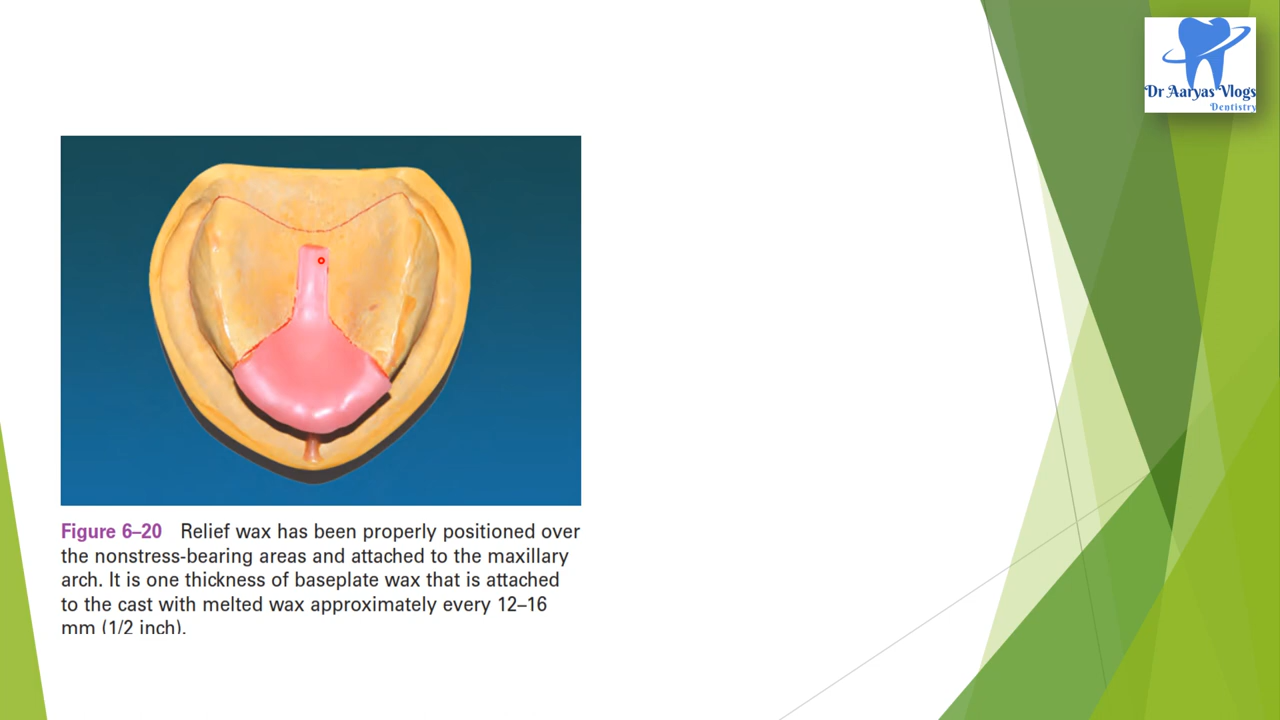 Dr Aaryas Vlogs
Dentistry
Figure 6–20 Relief wax has been properly positioned over
the nonstress-bearing areas and attached to the maxillary
arch. It is one thickness of baseplate wax that is attached
to the cast with melted wax approximately every 12–16
mm (1/2 inch).